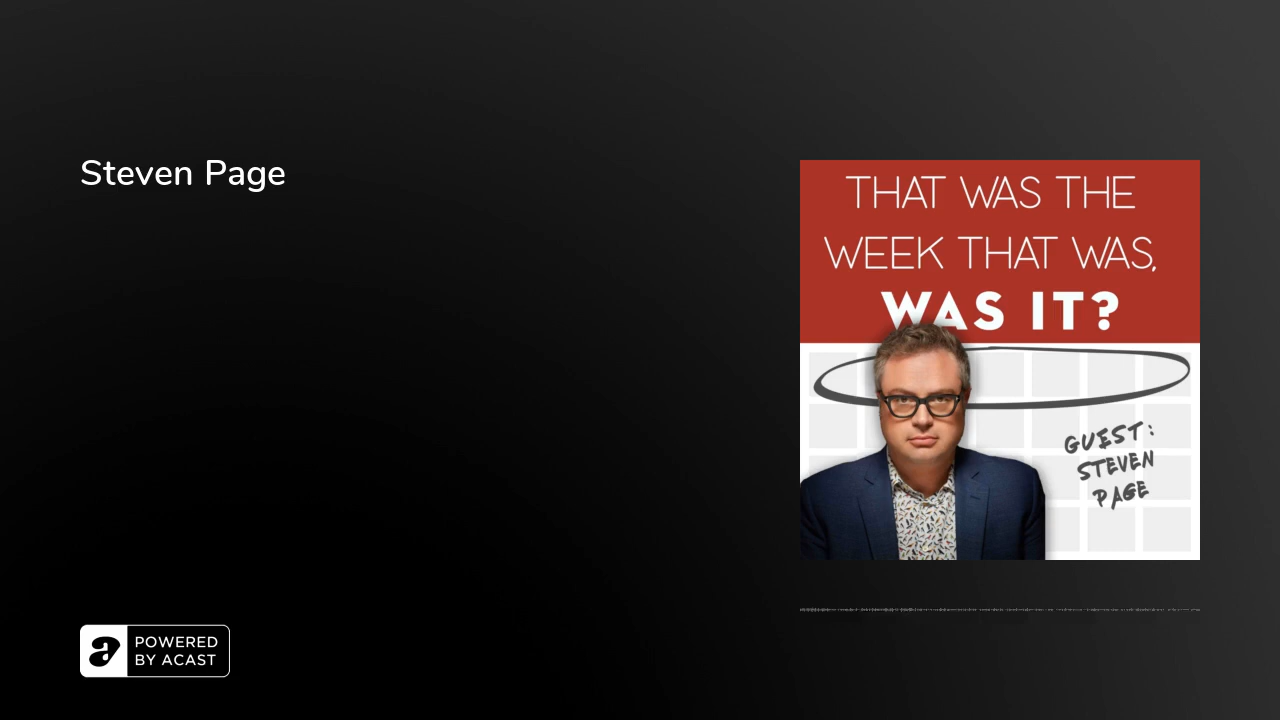 Steven Page
THAT WAS THE
WEEK THAT WAS,
WAS IT?
GUEST:
STEVEN
PAGE
a POWERED
BY ACAST